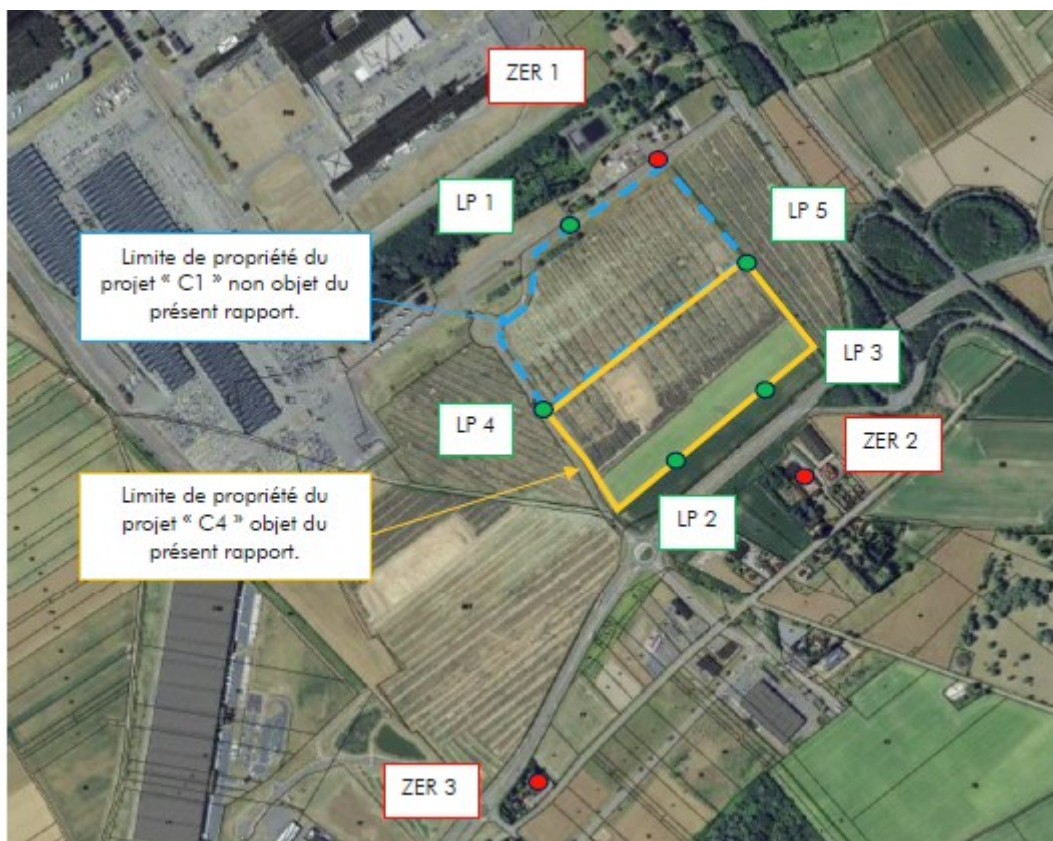 ZER 1
LP 1
LP 5
Limite de propriété du
projet " C1 " non objet du
présent rapport.
LP 3
LP 4
ZER 2
Limite de propriété du
projet " C4 " objet du
présent rapport.
LP 2
ZER 3